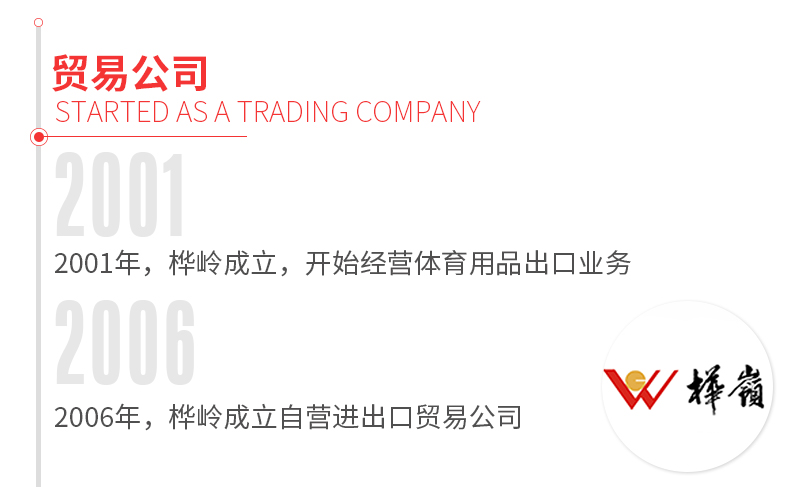 贸易公司
STARTED AS A TRADING COMPANY
2001
2001年，桦岭成立，开始经营体育用品出口业务
2006
2006年，桦岭成立自营进出口贸易公司
W 桦嶺